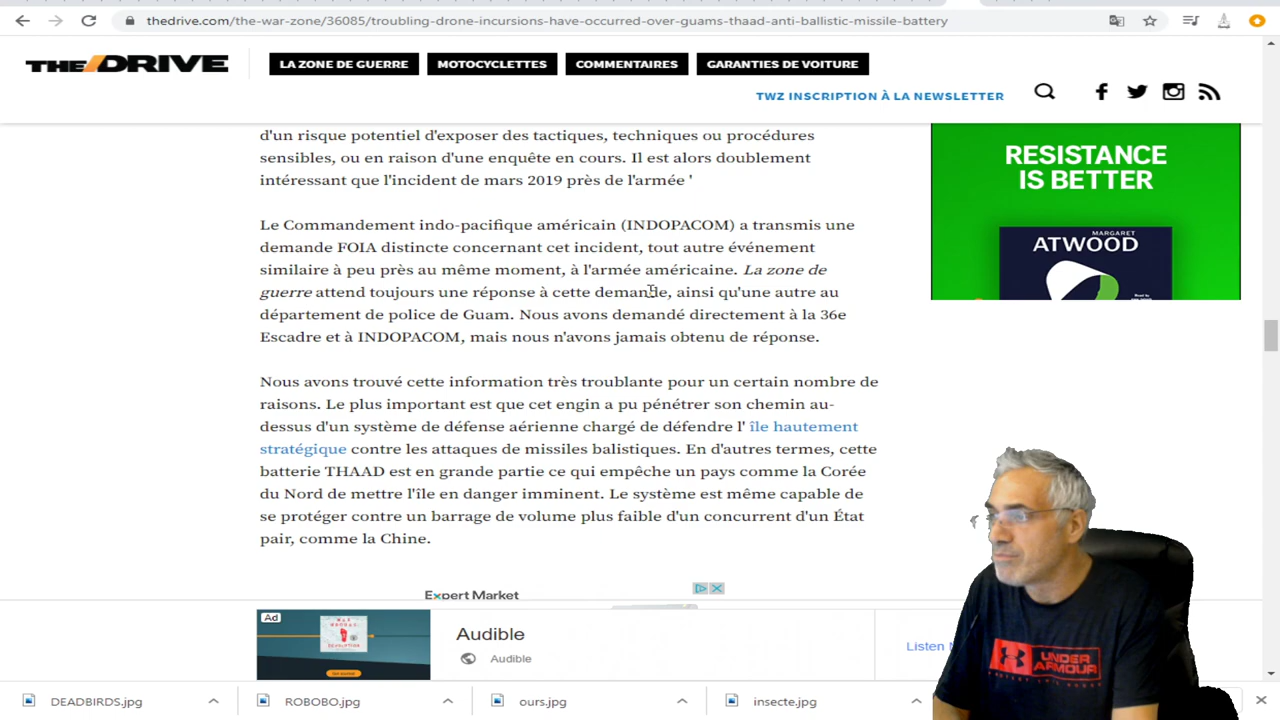 thedrive.com/the-war-zone/36085/troubling-drone-incursions-have-occurred-over-guams-thaad-anti-ballistic-missile-battery
THE/DRIVE
LA ZONE DE GUERRE
MOTOCYCLETTES
COMMENTAIRES
GARANTIES DE VOITURE
TWZ INSCRIPTION À LA NEWSLETTER
d'un risque potentiel d'exposer des tactiques, techniques ou procédures
sensibles, ou en raison d'une enquête en cours. Il est alors doublement
intéressant que l'incident de mars 2019 près de l'armée '
Le Commandement indo-pacifique américain (INDOPACOM) a transmis une
demande FOIA distincte concernant cet incident, tout autre événement
similaire à peu près au même moment, à l'armée américaine. La zone de
guerre attend toujours une réponse à cette demande, ainsi qu'une autre au
département de police de Guam. Nous avons demandé directement à la 36e
Escadre et à INDOPACOM, mais nous n'avons jamais obtenu de réponse.
Nous avons trouvé cette information très troublante pour un certain nombre de
raisons. Le plus important est que cet engin a pu pénétrer son chemin au-
dessus d'un système de défense aérienne chargé de défendre l' île hautement
stratégique contre les attaques de missiles balistiques. En d'autres termes, cette
batterie THAAD est en grande partie ce qui empêche un pays comme la Corée
du Nord de mettre l'île en danger imminent. Le système est même capable de
se protéger contre un barrage de volume plus faible d'un concurrent d'un État
pair, comme la Chine.
RESISTANCE
IS BETTER
MARGARET
ATWOOD
Expert Market
Ad
Audible
Audible
Listen
UNDER
ARMOUR
DEADBIRDS.jpg
ROBOBO.jpg
ours.jpg
insecte.jpg